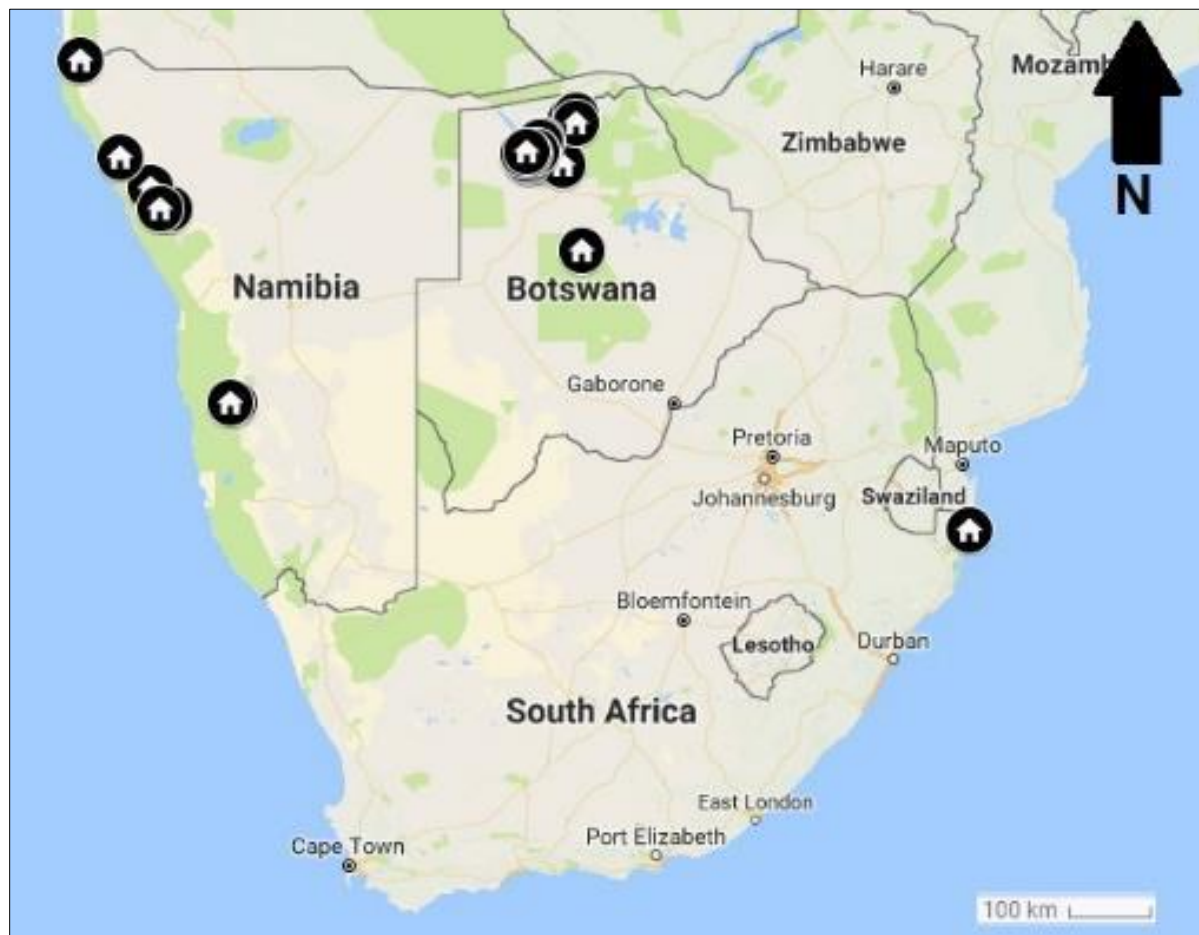 Harare
Mozamb
N
Zimbabwe
Namibia
Botswana
Gaborone
Pretoria
Maputo
Johannesburg
Swaziland
Bloemfontein
Lesotho
Durban
South Africa
East London
Port Elizabeth
Cape Town
100 km